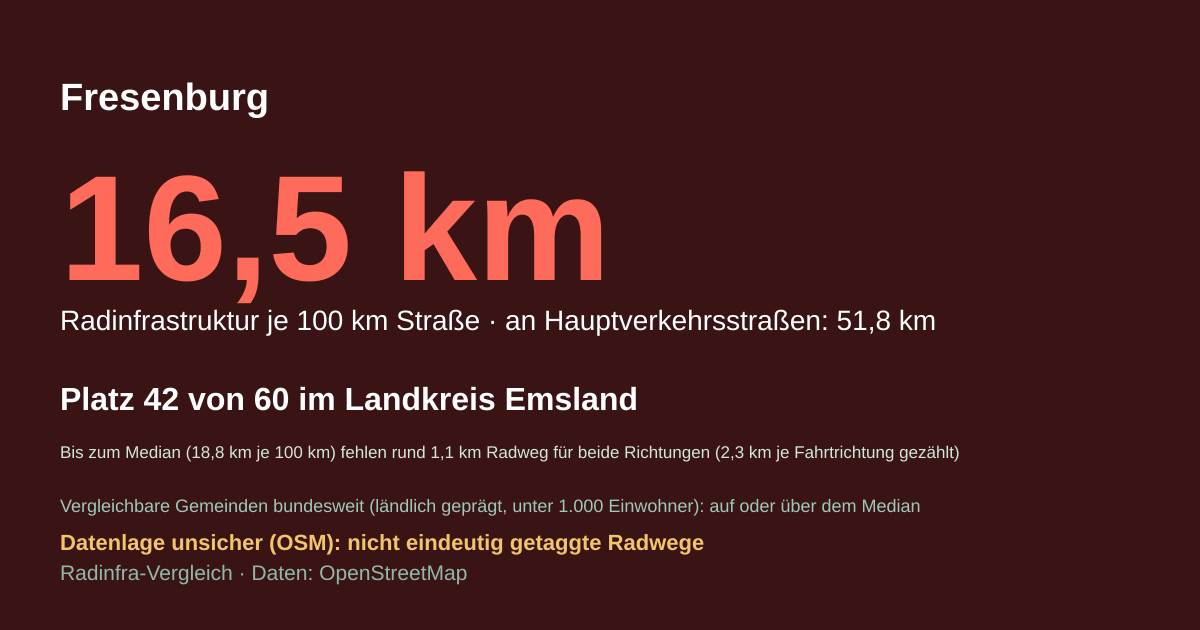 Fresenburg
16,5 km
Radinfrastruktur je 100 km Straße · an Hauptverkehrsstraßen: 51,8 km
Platz 42 von 60 im Landkreis Emsland
Bis zum Median (18,8 km je 100 km) fehlen rund 1,1 km Radweg für beide Richtungen (2,3 km je Fahrtrichtung gezählt)
Vergleichbare Gemeinden bundesweit (ländlich geprägt, unter 1.000 Einwohner): auf oder über dem Median
Datenlage unsicher (OSM): nicht eindeutig getaggte Radwege
Radinfra-Vergleich · Daten: OpenStreetMap